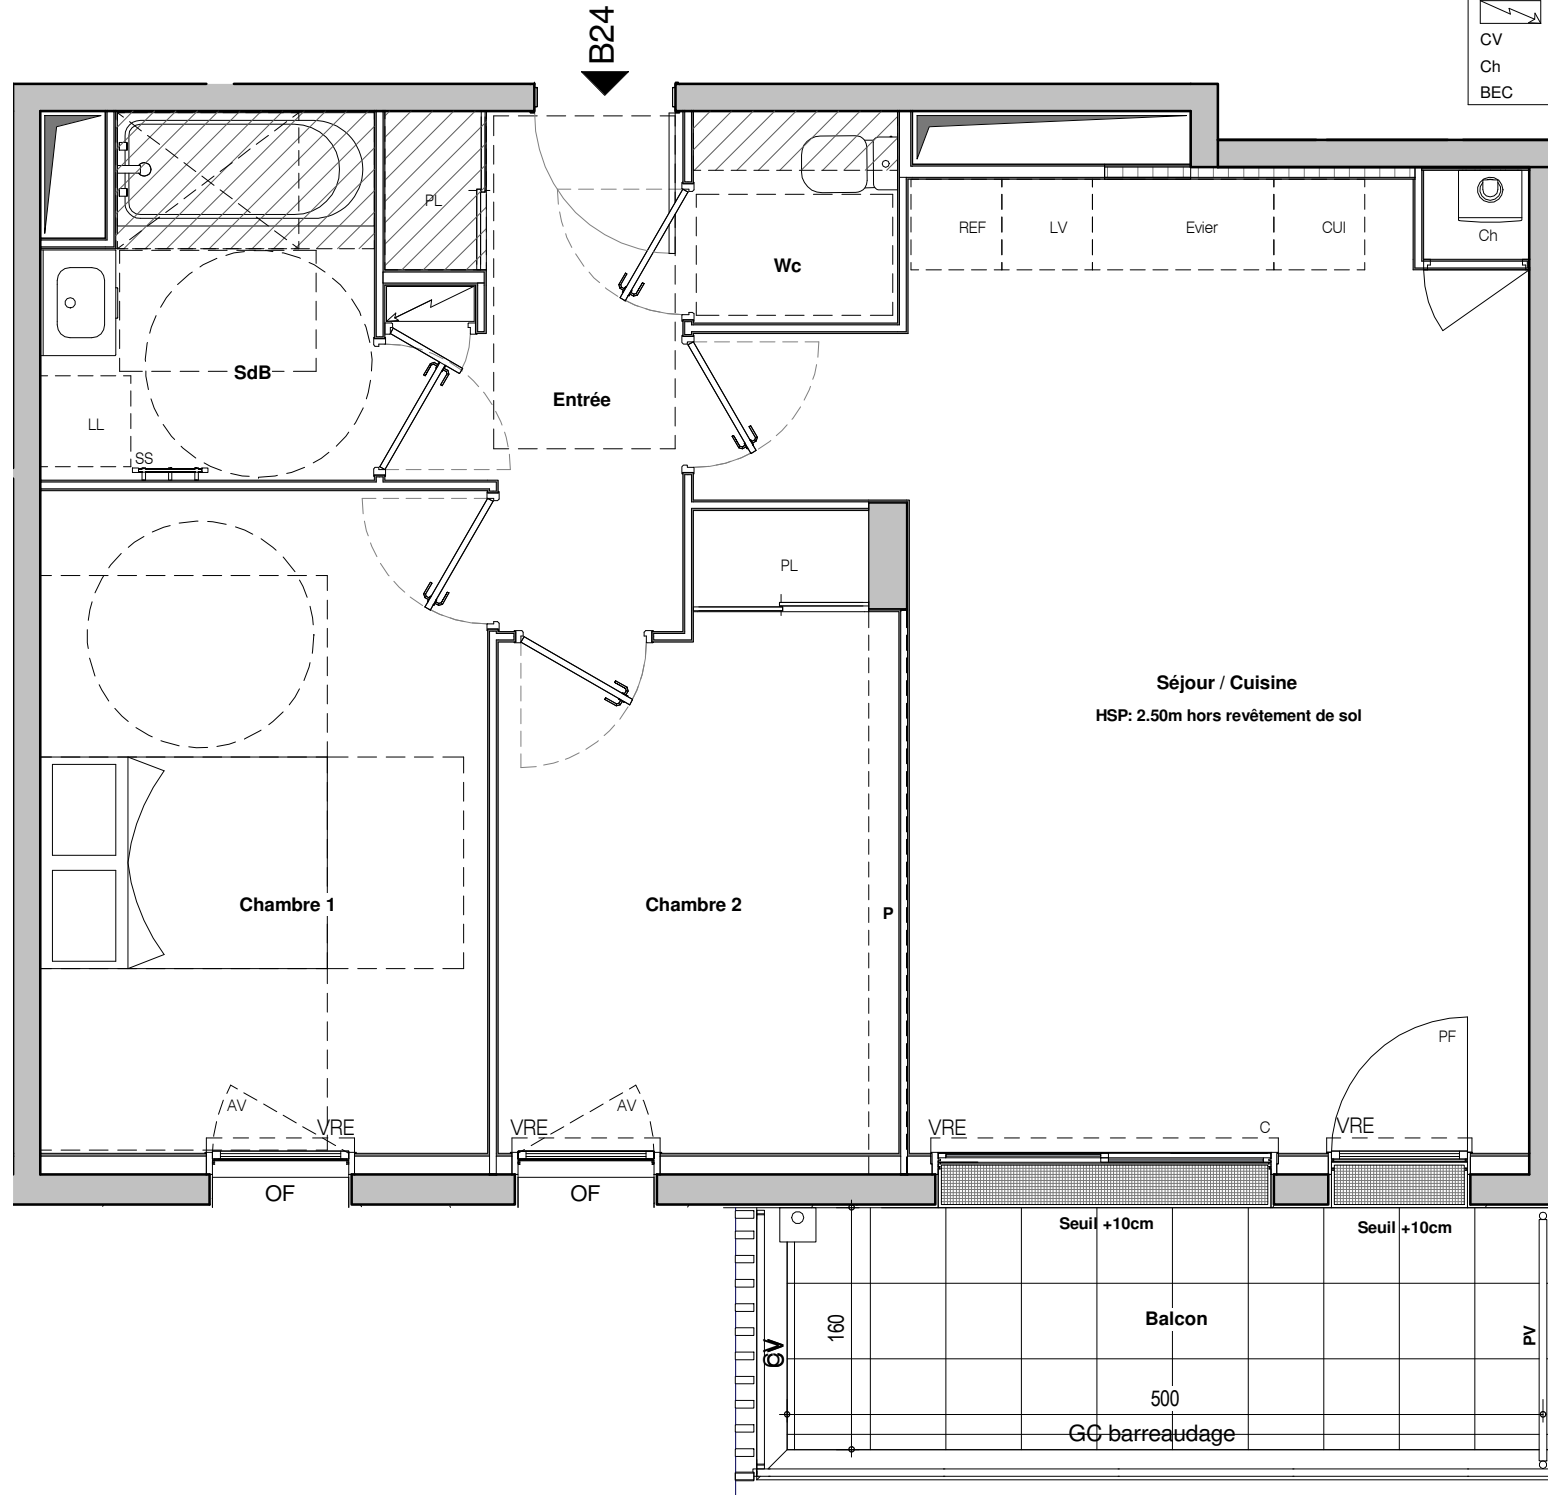 B24
CV
Ch
BEC
PL
REF
LV
Evier
CUI
Ch
Wc
SdB
Entrée
LL
SS
PL
Séjour / Cuisine
HSP: 2.50m hors revêtement de sol
Chambre 1
Chambre 2
P
PF
AV
VRE
VRE
AV
VRE
C
VRE
OF
OF
Seuil +10cm
Seuil +10cm
Balcon
160
CV
PV
500
GC barreaudage